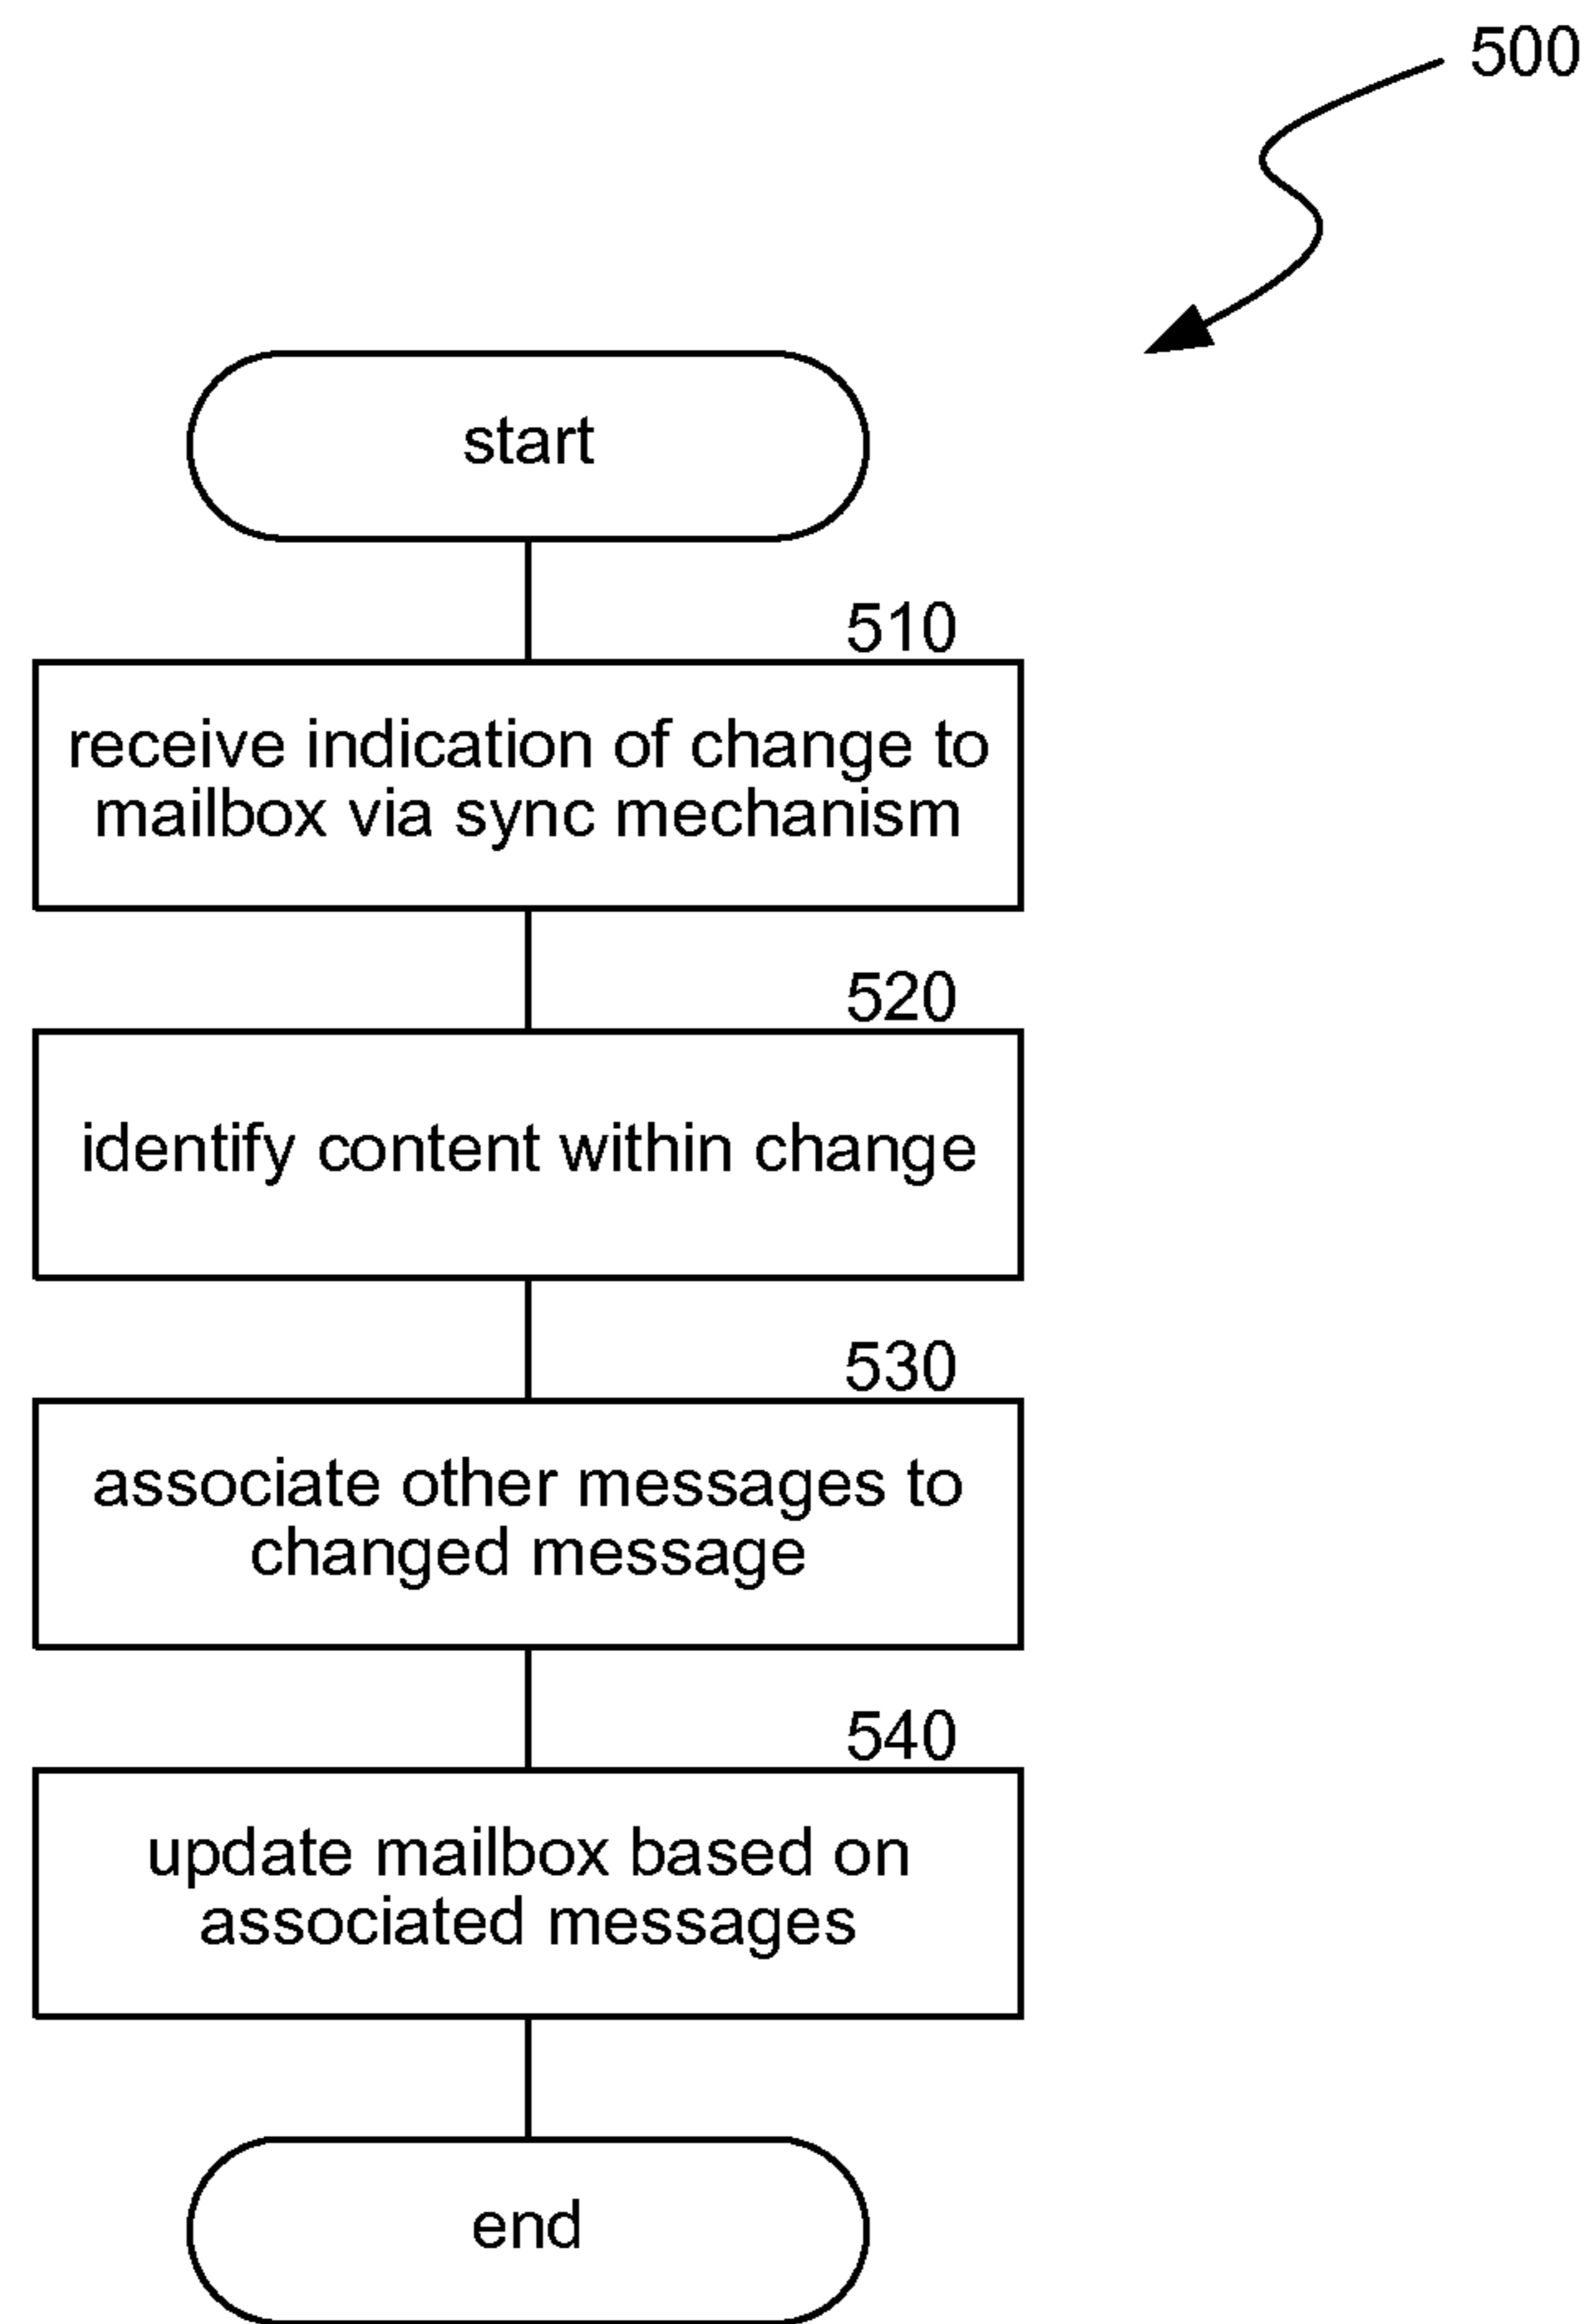 500
start
510
receive indication of change to
mailbox via sync mechanism
520
identify content within change
530
associate other messages to
changed message
540
update mailbox based on
associated messages
end